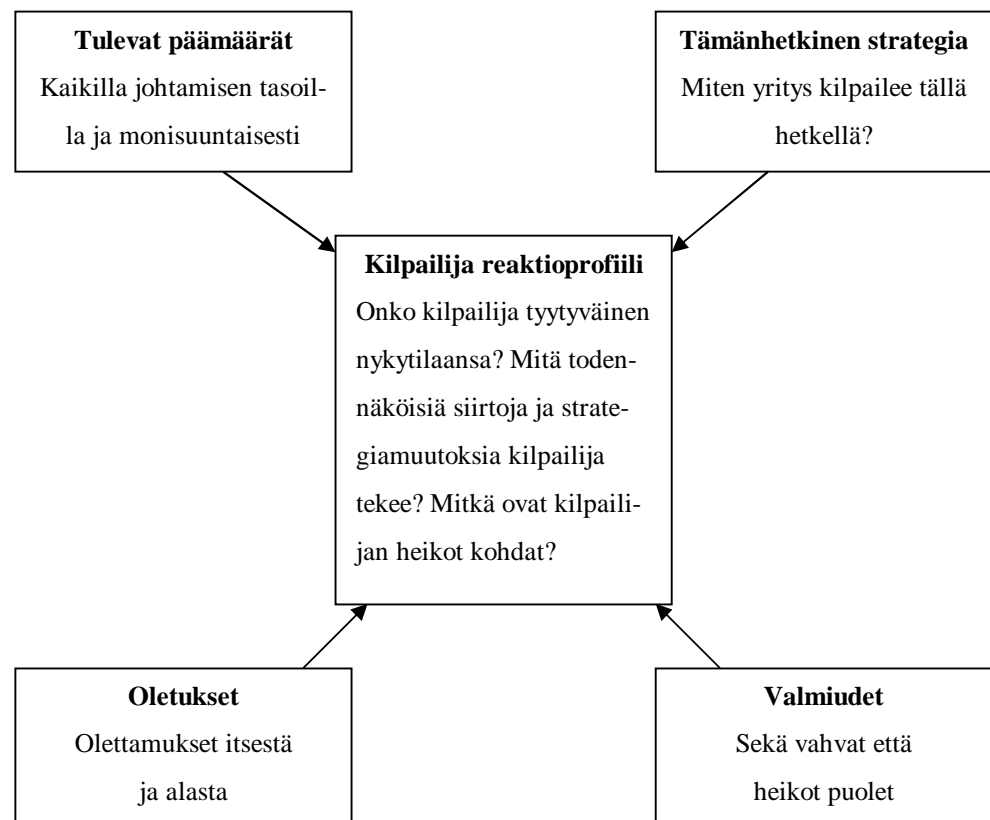 Tulevat päämäärät
Kaikilla johtamisen tasoil-
la ja monisuuntaisesti
Tämänhetkinen strategia
Miten yritys kilpailee tällä
hetkellä?
Kilpailija reaktioprofiili
Onko kilpailija tyytyväinen
nykytilaansa? Mitä toden-
näköisiä siirtoja ja strate-
giamuutoksia kilpailija
tekee? Mitkä ovat kilpaili-
jan heikot kohdat?
Oletukset
Olettamukset itsestä
ja alasta
Valmiudet
Sekä vahvat että
heikot puolet